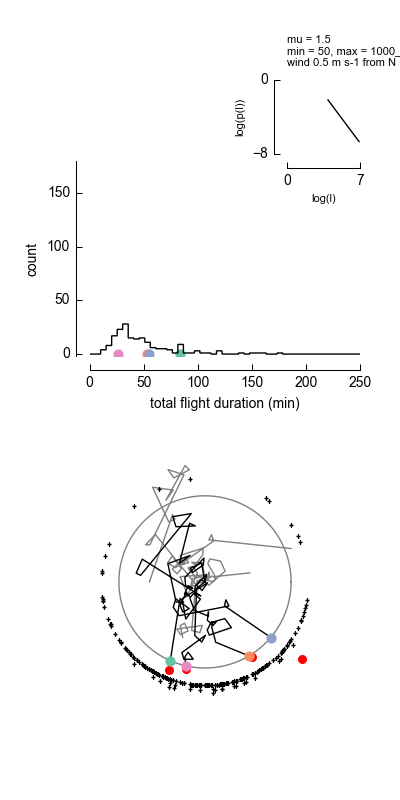 mu = 1.5
min = 50, max = 1000_
wind 0.5 m s-1 from N
0
log(p(l))
−8
0
7
log(l)
150
100
50
0
count
0
50
100
150
200
250
total flight duration (min)